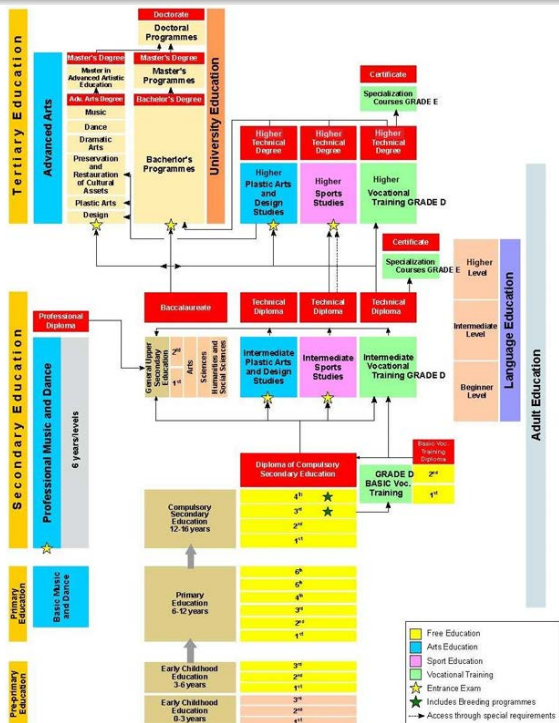 Tertiary Education
Advanced Arts
University Education
Doctorate
Doctoral
Programmes
Master's Degree
Master in
Advanced Artistic
Education
Master's Degree
Master's
Programmes
Adv. Arts Degree
Music
Dance
Dramatic
Arts
Preservation
and
Restauration
of Cultural
Assets
Plastic Arts
Design
Bachelor's Degree
Bacherlor's
Programmes
Certificate
Specialization
Courses GRADE E
Higher
Technical
Degree
Higher
Technical
Degree
Higher
Technical
Degree
Higher
Plastic Arts
and
Design
Studies
Higher
Sports
Studies
Higher
Vocational
Training GRADE D
Certificate
Specialization
Courses GRADE E
Adult Education
Language Education
Higher
Level
Intermediate
Level
Beginner
Level
Secondary Education
Professional
Diploma
Professional Music and Dance
6 years/levels
Baccalaureate
Technical
Diploma
Technical
Diploma
Technical
Diploma
General Upper
Secondary
Education
2nd
1st
Arts
Sciences
Humanities and
Social Sciences
Intermediate
Plastic Arts
and Design
Studies
Intermediate
Sports
Studies
Intermediate
Vocational
Training GRADE D
Diploma of Compulsory
Secondary Education
Basic Voc.
Training
Diploma
GRADE D
BASIC Voc.
Training
2nd
1st
Compulsory
Secondary
Education
12-16 years
4th
3rd
2nd
1st
Primary
Education
Basic Music
and Dance
Primary
Education
6-12 years
6th
5th
4th
3rd
2nd
1st
Pre-primary
Education
Early Childhood
Education
3-6 years
3rd
2nd
1st
Early Childhood
Education
0-3 years
3rd
2nd
1st
Free Education
Arts Education
Sport Education
Vocational Training
Entrance Exam
Includes Breeding programmes
Access through special requirements